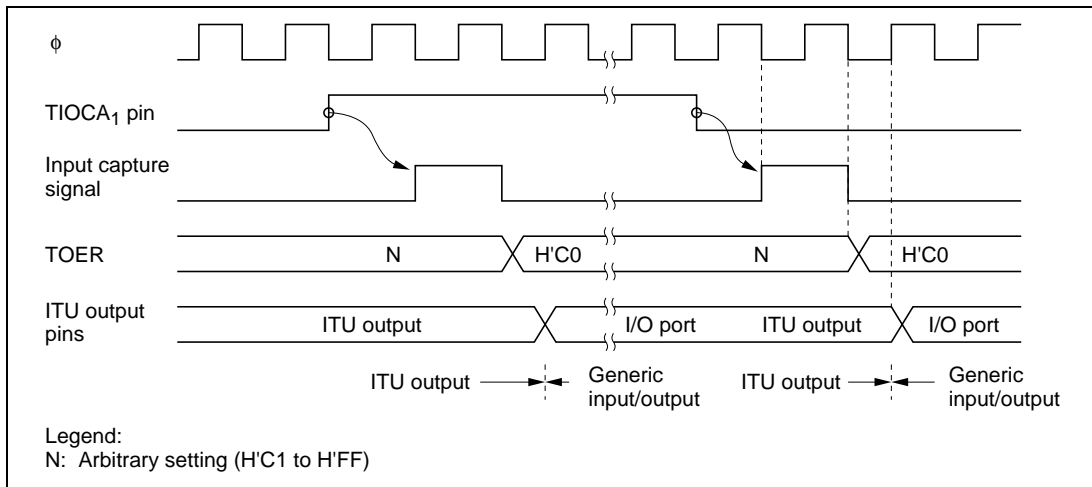 φ
TIOCA1 pin
Input capture
signal
TOER N H'C0 N H'C0
ITU output
pins
ITU output I/O port ITU output I/O port
ITU output Generic
input/output
ITU output Generic
input/output
Legend:
N: Arbitrary setting (H'C1 to H'FF)